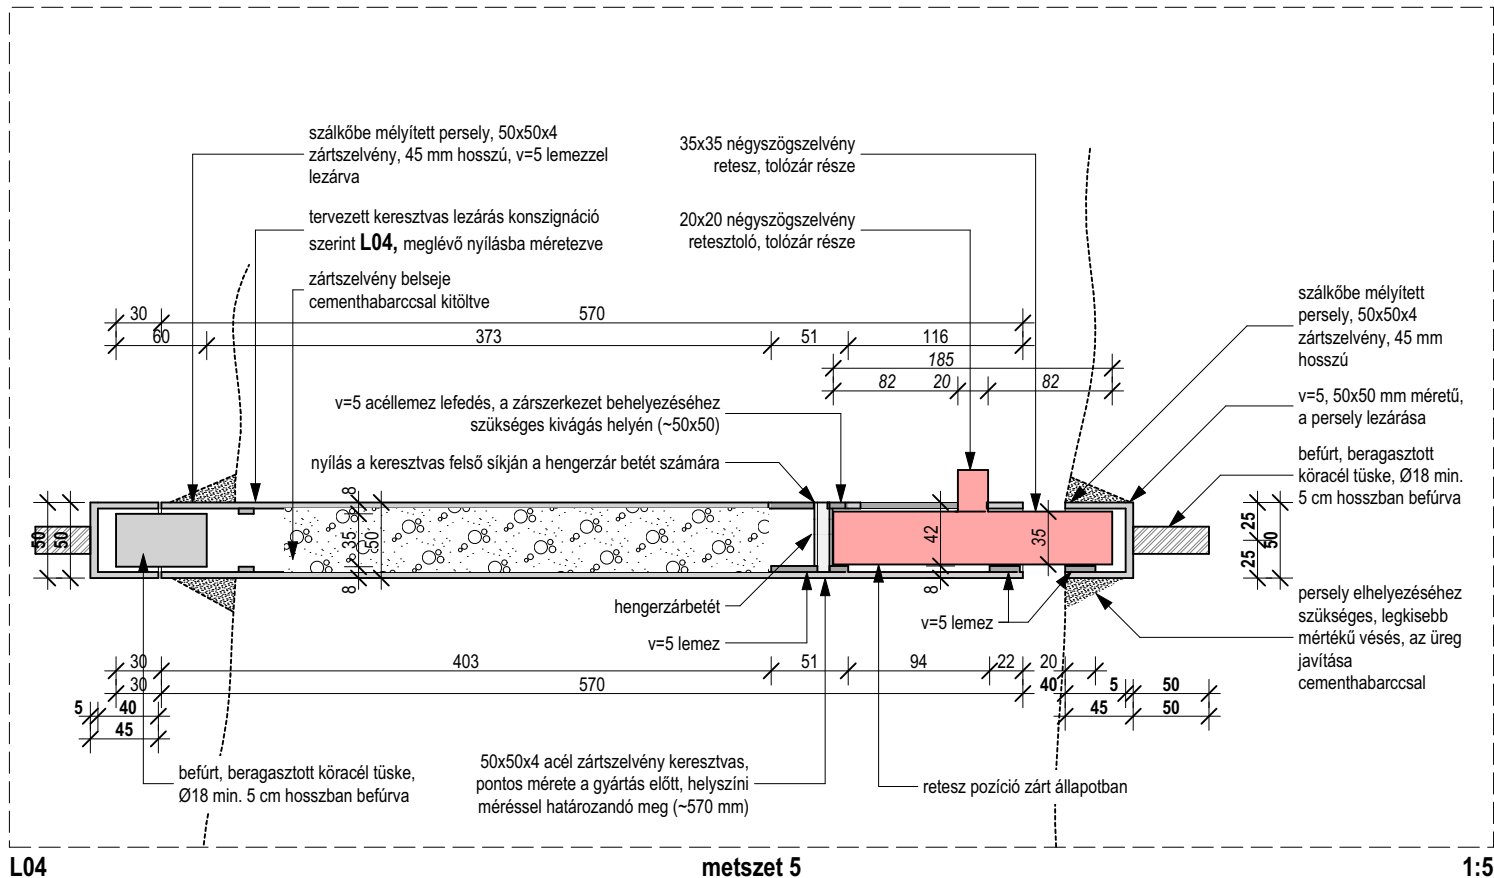 szálkőbe mélyített persely, 50x50x4
zártszelvény, 45 mm hosszú, v=5 lemezzel
lezárva
tervezett keresztvas lezárás konszignáció
szerint L04, meglévő nyílásba méretezve
zártszelvény belseje
cementhabarccsal kitöltve
35x35 négyszögszelvény
retesz, tolózár része
20x20 négyszögszelvény
retesztoló, tolózár része
szálkőbe mélyített
persely, 50x50x4
zártszelvény, 45 mm
hosszú
v=5, 50x50 mm méretű,
a persely lezárása
befúrt, beragasztott
köracél tüske, Ø18 min.
5 cm hosszban befúrva
30 570
60 373 51 116
185
82 20 82
v=5 acéllemez lefedés, a zárszerkezet behelyezéséhez
szükséges kivágás helyén (~50x50)
nyílás a keresztvas felső síkján a hengerzár betét számára
50 50
8 35 8 50
42 8
35
25 25 50
hengerzárbetét
v=5 lemez
v=5 lemez
persely elhelyezéséhez
szükséges, legkisebb
mértékű vésés, az üreg
javítása
cementhabarccsal
30 403 51 94 22 20
30 570 40 5 50
5 40 45 50
45
befúrt, beragasztott köracél tüske,
Ø18 min. 5 cm hosszban befúrva
50x50x4 acél zártszelvény keresztvas,
pontos mérete a gyártás előtt, helyszíni
méréssel határozandó meg (~570 mm)
retesz pozíció zárt állapotban
L04 metszet 5 1:5